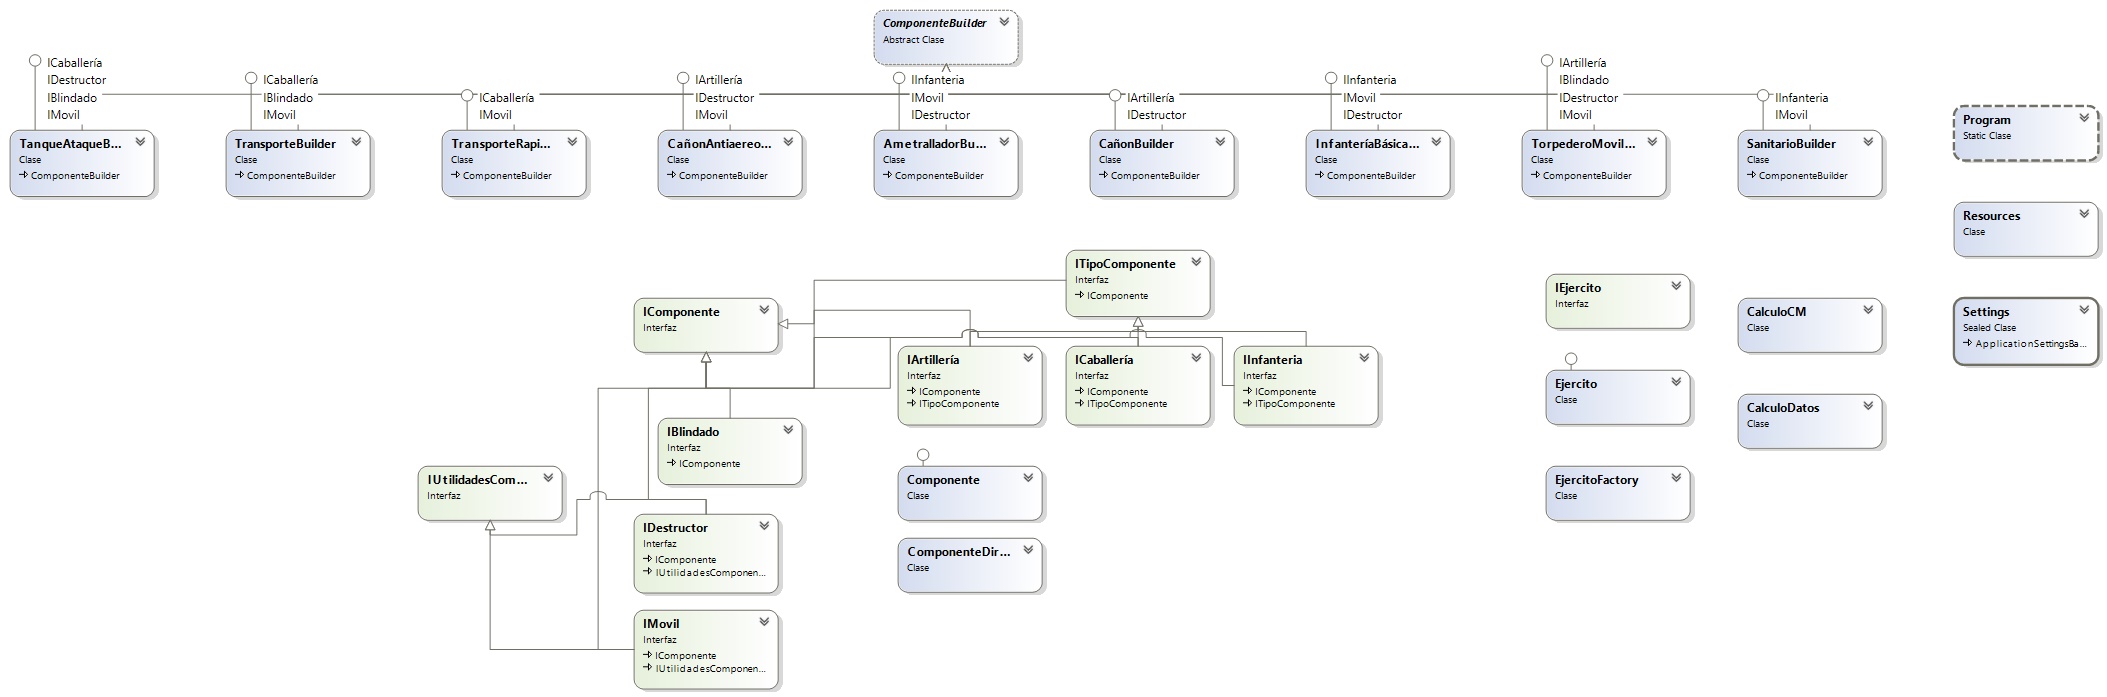 ComponenteBuilder
Abstract Clase
ICaballería
IDestructor
IBlindado
IMovil
ICaballería
IBlindado
IMovil
ICaballería
IMovil
IArtillería
IDestructor
IMovil
IInfanteria
IMovil
IDestructor
IArtillería
IDestructor
IInfanteria
IMovil
IDestructor
IArtillería
IBlindado
IDestructor
IMovil
IInfanteria
IMovil
TanqueAtaqueB...
Clase
ComponenteBuilder
TransporteBuilder
Clase
ComponenteBuilder
TransporteRapi...
Clase
ComponenteBuilder
CañonAntiaereo...
Clase
ComponenteBuilder
AmetralladorBu...
Clase
ComponenteBuilder
CañonBuilder
Clase
ComponenteBuilder
InfanteríaBásica...
Clase
ComponenteBuilder
TorpederoMovil...
Clase
ComponenteBuilder
SanitarioBuilder
Clase
ComponenteBuilder
Program
Static Clase
Resources
Clase
Settings
Sealed Clase
ApplicationSettingsBa...
ITipoComponente
Interfaz
IComponente
IComponente
Interfaz
IArtillería
Interfaz
IComponente
ITipoComponente
ICaballería
Interfaz
IComponente
ITipoComponente
IInfanteria
Interfaz
IComponente
ITipoComponente
IBlindado
Interfaz
IComponente
IUtilidadesCom...
Interfaz
IDestructor
Interfaz
IComponente
IUtilidadesComponen...
IMovil
Interfaz
IComponente
IUtilidadesComponen...
Componente
Clase
ComponenteDir...
Clase
IEjercito
Interfaz
Ejercito
Clase
EjercitoFactory
Clase
CalculoCM
Clase
CalculoDatos
Clase